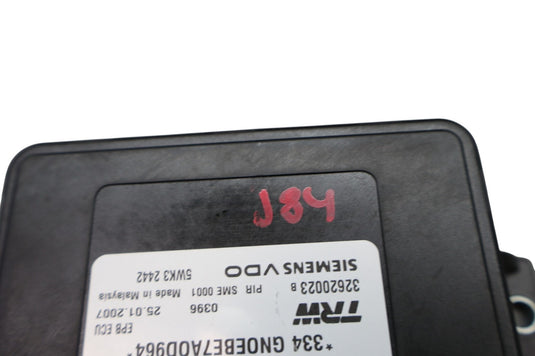 J84
*334 GNOEBE7AOD964*
TRW EPB ECU
32620023 B 0396 25.01.2007
PIR SME 0001 Made in Malaysia
SIEMENS VDO 5WK3 2442